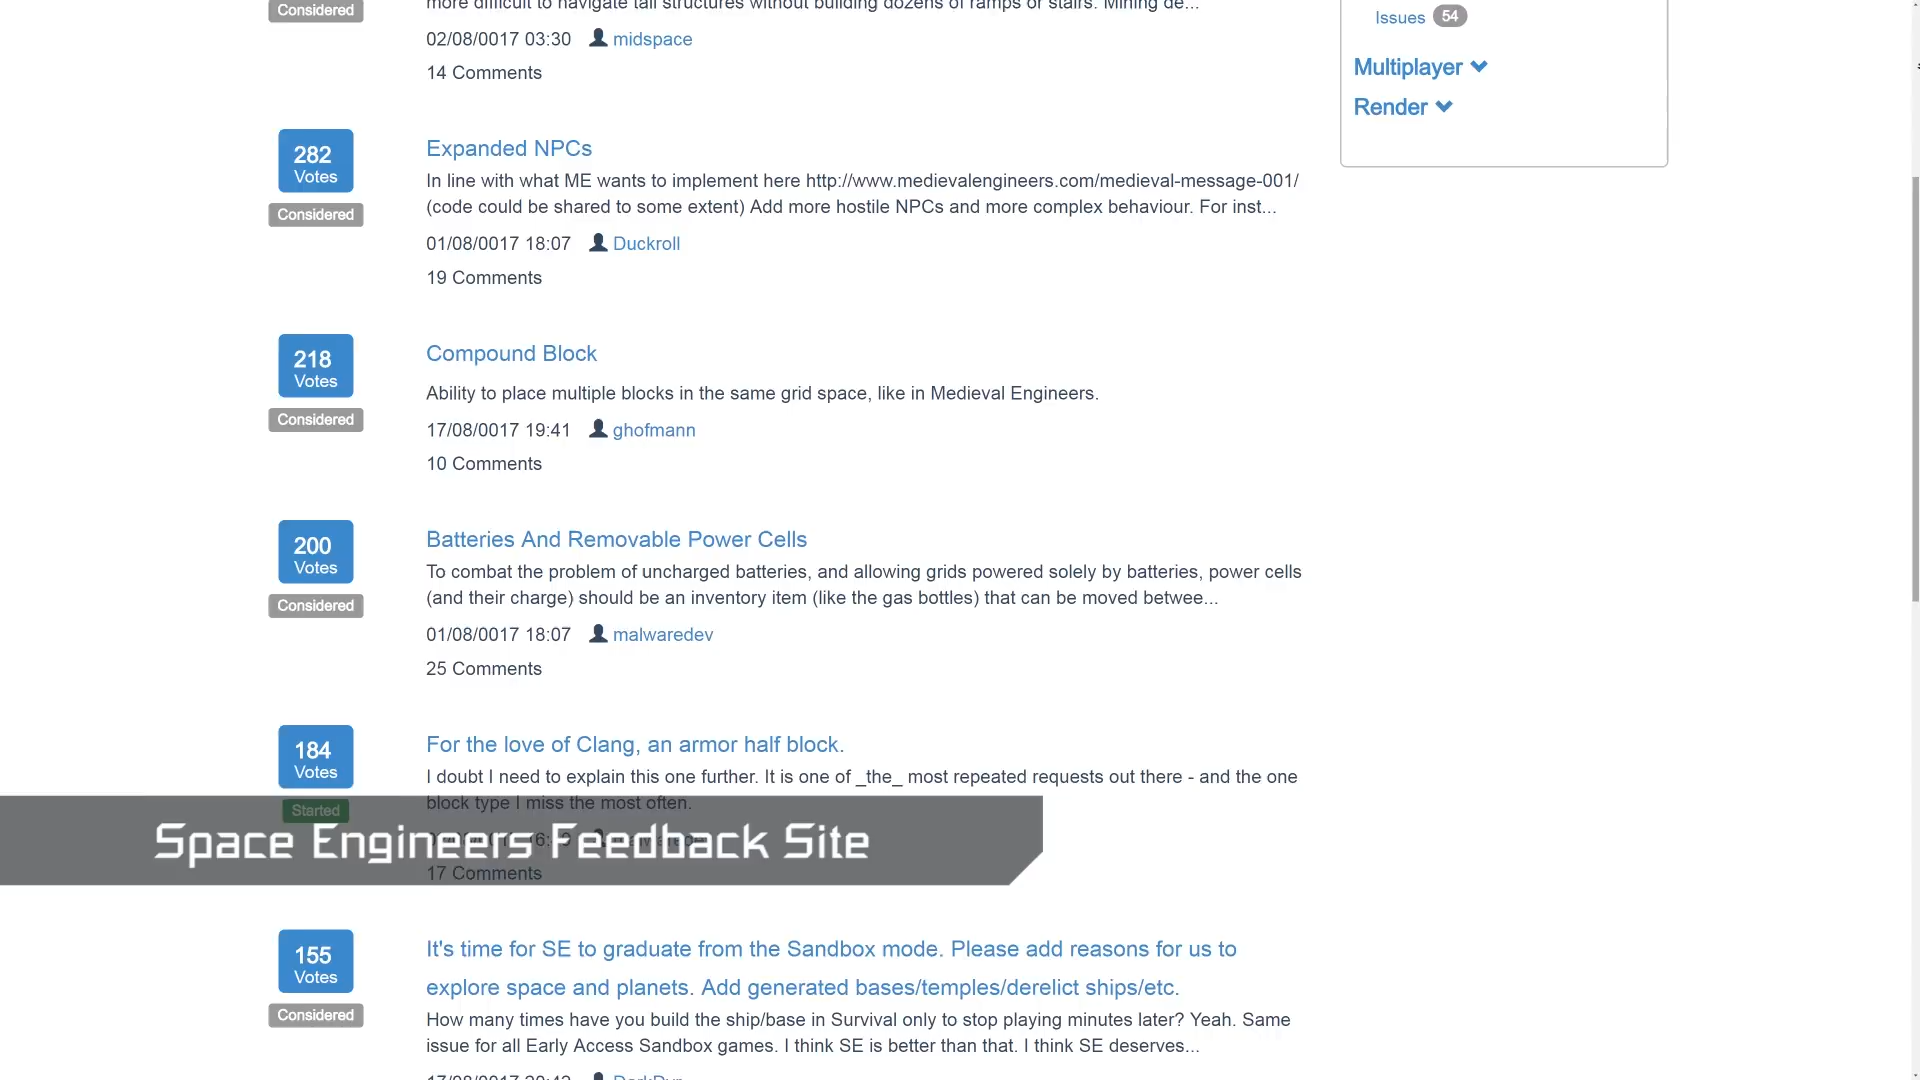 Considered
more difficult to navigate tall structures without building dozens of ramps or stairs. Mining de...
02/08/0017 03:30 midspace
14 Comments
Issues 54
Multiplayer
Render
282
Votes
Considered
Expanded NPCs
In line with what ME wants to implement here http://www.medievalengineers.com/medieval-message-001/
(code could be shared to some extent) Add more hostile NPCs and more complex behaviour. For inst...
01/08/0017 18:07 Duckroll
19 Comments
218
Votes
Considered
Compound Block
Ability to place multiple blocks in the same grid space, like in Medieval Engineers.
17/08/0017 19:41 ghofmann
10 Comments
200
Votes
Considered
Batteries And Removable Power Cells
To combat the problem of uncharged batteries, and allowing grids powered solely by batteries, power cells
(and their charge) should be an inventory item (like the gas bottles) that can be moved betwee...
01/08/0017 18:07 malwaredev
25 Comments
184
Votes
Started
For the love of Clang, an armor half block.
I doubt I need to explain this one further. It is one of _the_ most repeated requests out there - and the one
block type I miss the most often.
Space Engineers Feedback Site
17 Comments
155
Votes
Considered
It's time for SE to graduate from the Sandbox mode. Please add reasons for us to
explore space and planets. Add generated bases/temples/derelict ships/etc.
How many times have you build the ship/base in Survival only to stop playing minutes later? Yeah. Same
issue for all Early Access Sandbox games. I think SE is better than that. I think SE deserves...